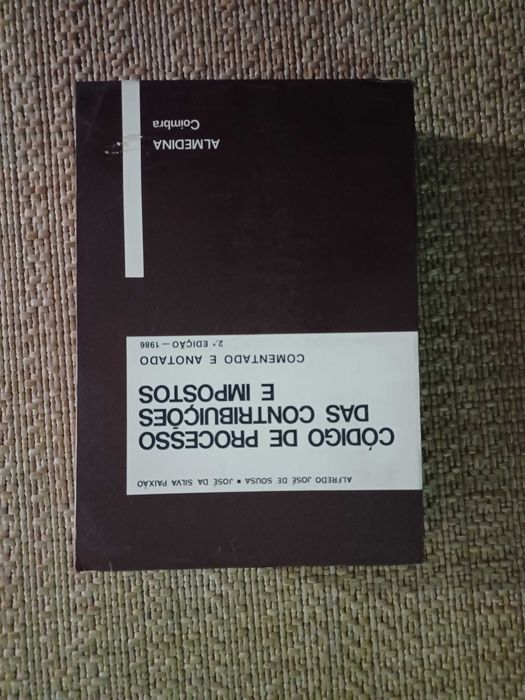 ALFREDO JOSÉ DE SOUSA ▪ JOSÉ DA SILVA PAIXÃO
CÓDIGO DE PROCESSO
DAS CONTRIBUIÇÕES
E IMPOSTOS
COMENTADO E ANOTADO
2.ª EDIÇÃO — 1986
ALMEDINA
Coimbra